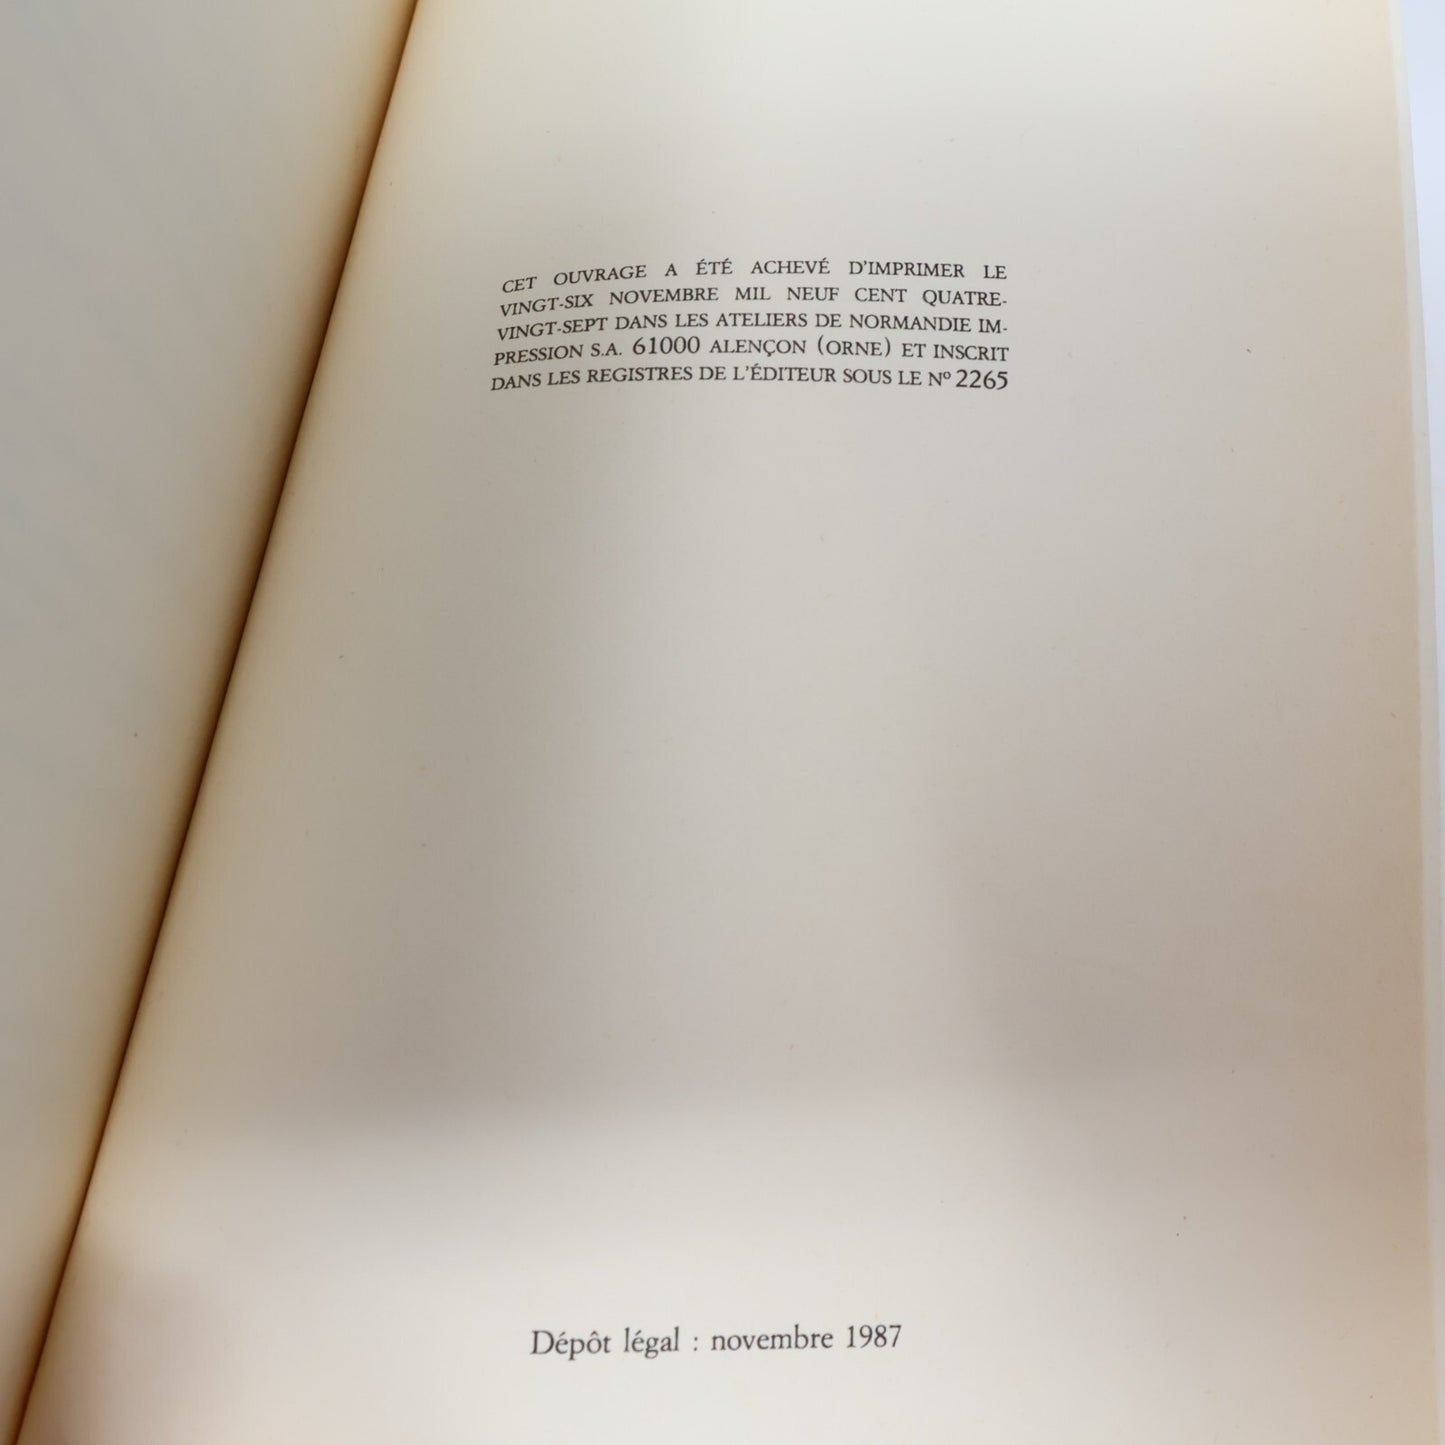 CET OUVRAGE A ÉTÉ ACHEVÉ D'IMPRIMER LE
VINGT-SIX NOVEMBRE MIL NEUF CENT QUATRE-
VINGT-SEPT DANS LES ATELIERS DE NORMANDIE IM-
PRESSION S.A. 61000 ALENÇON (ORNE) ET INSCRIT
DANS LES REGISTRES DE L'ÉDITEUR SOUS LE Nº 2265
Dépôt légal : novembre 1987